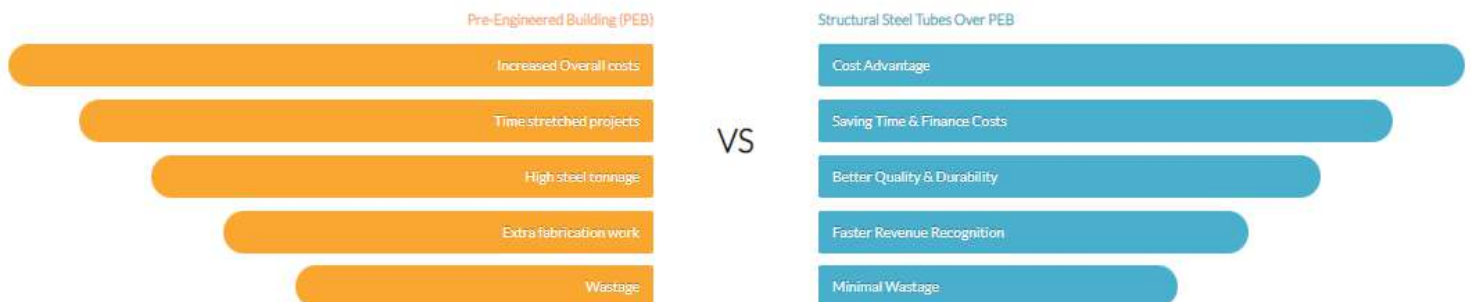 Pre-Engineered Building (PEB)
Increased Overall costs
Time stretched projects
High steel tonnage
Extra fabrication work
Wastage
VS
Structural Steel Tubes Over PEB
Cost Advantage
Saving Time & Finance Costs
Better Quality & Durability
Faster Revenue Recognition
Minimal Wastage